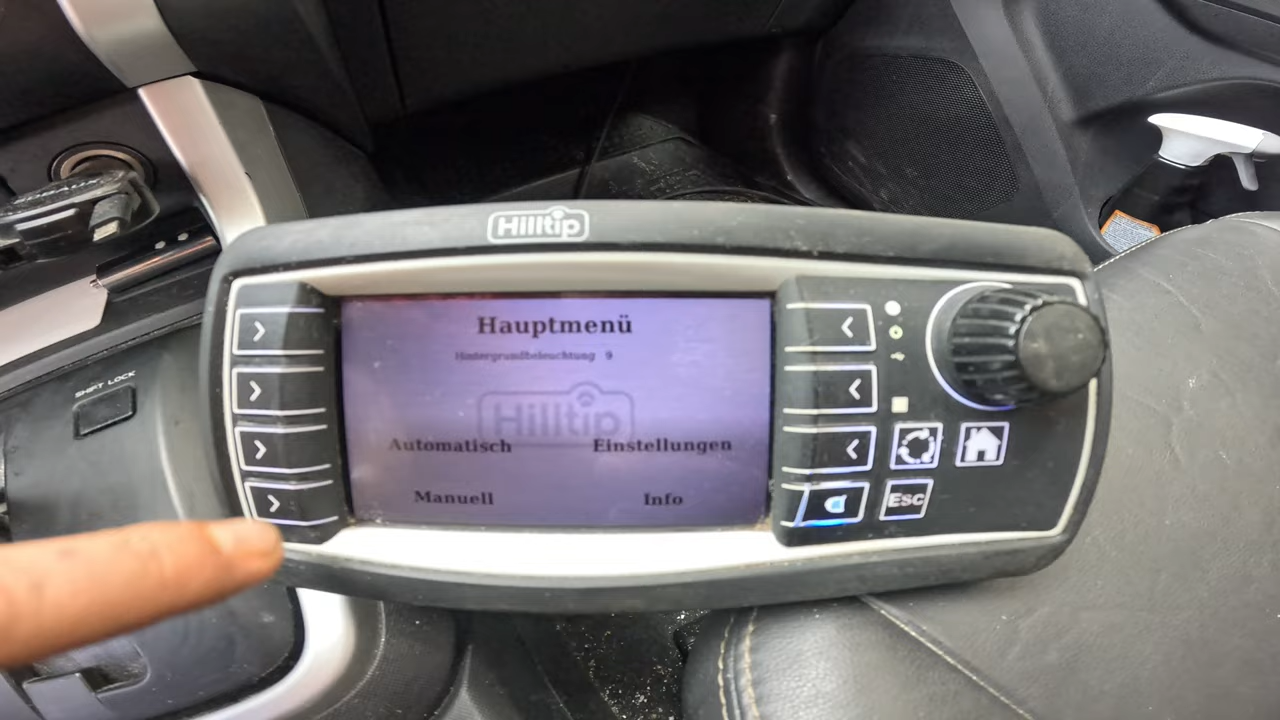 SHIFT LOCK
Hilltip
Hauptmenü
Hintergrundbeleuchtung 9
Hilltip
Automatisch Einstellungen
Manuell Info
Esc